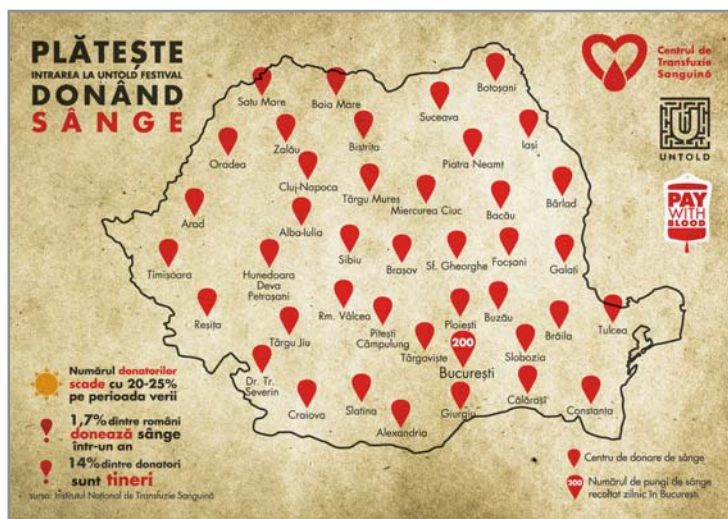 PLĂTEȘTE
INTRAREA LA UNTOLD FESTIVAL
DONÂND
SÂNGE
Centrul de
Transfuzie
Sanguină
UNTOLD
PAY
WITH
BLOOD
Satu Mare
Baia Mare
Botoșani
Suceava
Oradea
Zalău
Bistrița
Piatra Neamț
Iași
Cluj-Napoca
Târgu Mureș
Miercurea Ciuc
Bacău
Bârlad
Arad
Alba-Iulia
Timișoara
Hunedoara
Deva
Petroșani
Sibiu
Brașov
Sf. Gheorghe
Focșani
Galați
Reșița
Târgu Jiu
Rm. Vâlcea
Pitești
Câmpulung
Ploiești
Buzău
Brăila
Tulcea
Târgoviște
200
București
Slobozia
Dr. Tr.
Severin
Craiova
Slatina
Alexandria
Giurgiu
Călărași
Constanța
Numărul donatorilor
scade cu 20-25%
pe perioada verii
1,7% dintre români
donează sânge
într-un an
14% dintre donatori
sunt tineri
sursa: Institutul National de Transfuzie Sanguină
Centru de donare de sânge
200 Numărul de pungi de sânge
recoltat zilnic în București